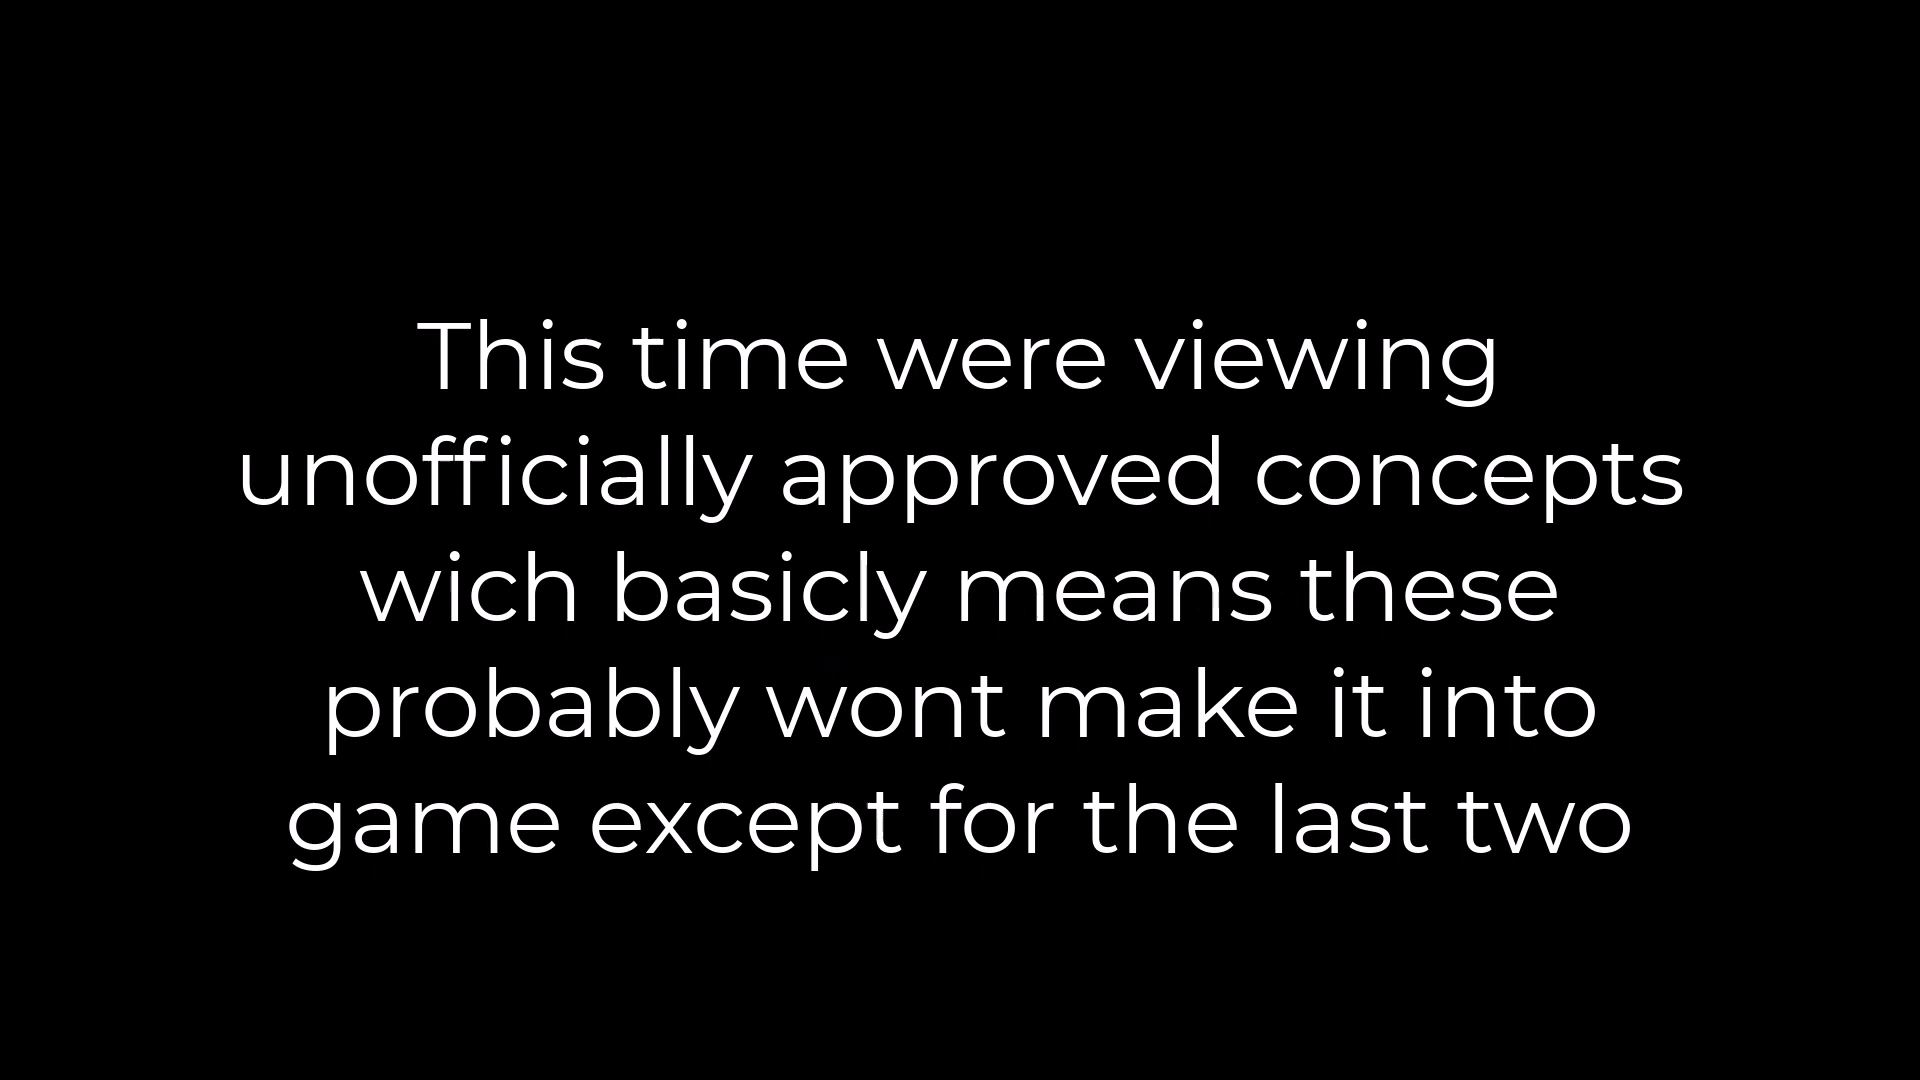 This time were viewing
unofficially approved concepts
wich basicly means these
probably wont make it into
game except for the last two